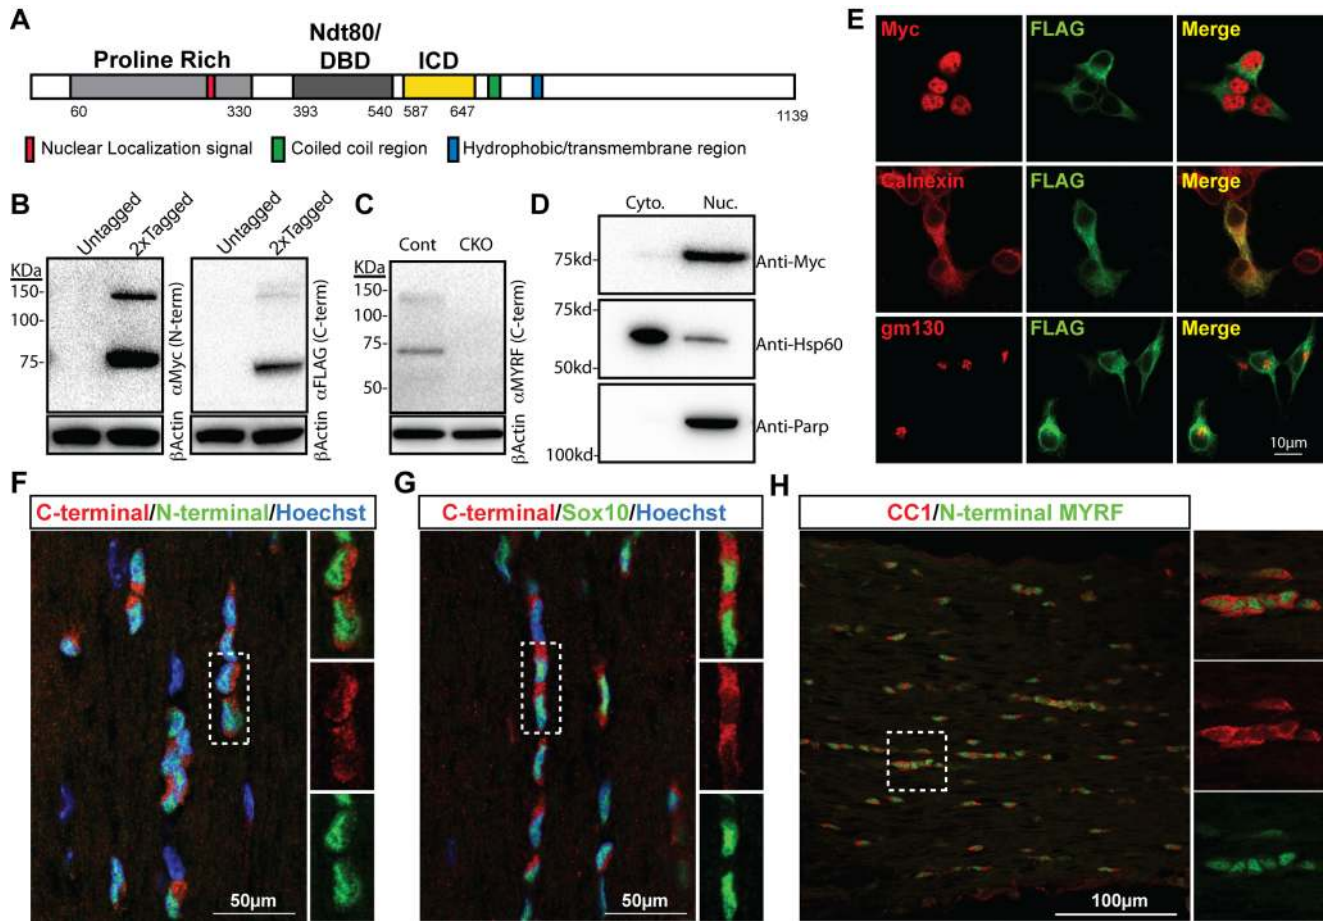 A
Proline Rich
Ndt80/
DBD
ICD
60
330
393
540
587
647
1139
Nuclear Localization signal
Coiled coil region
Hydrophobic/transmembrane region
B
Untagged
2xTagged
Untagged
2xTagged
KDa
150-
100-
75-
αMyc (N-term)
αFLAG (C-term)
βActin
βActin
C
Cont
CKO
KDa
150-
100-
75-
50-
αMYRF (C-term)
βActin
D
Cyto.
Nuc.
75kd-
Anti-Myc
75kd-
50kd-
Anti-Hsp60
100kd-
Anti-Parp
E
Myc
FLAG
Merge
Calnexin
FLAG
Merge
gm130
FLAG
Merge
10µm
F
C-terminal/N-terminal/Hoechst
50µm
G
C-terminal/Sox10/Hoechst
50µm
H
CC1/N-terminal MYRF
100µm